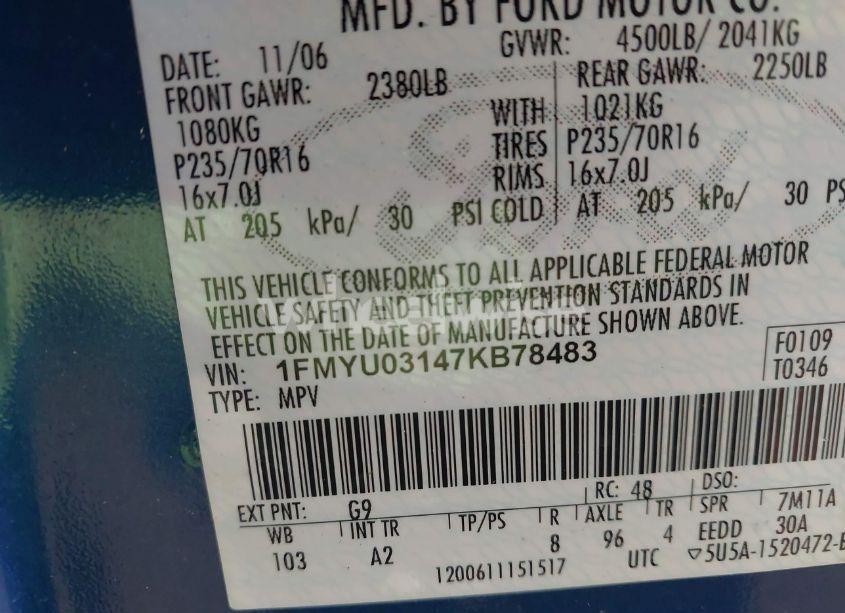 MFD. BY FORD MOTOR CO.
DATE: 11/06 GVWR: 4500LB/ 2041KG
FRONT GAWR: 2380LB REAR GAWR: 2250LB
1080KG WITH 1021KG
P235/70R16 TIRES P235/70R16
16x7.0J RIMS 16x7.0J
AT 205 kPa/ 30 PSI COLD AT 205 kPa/ 30 PS
THIS VEHICLE CONFORMS TO ALL APPLICABLE FEDERAL MOTOR
VEHICLE SAFETY AND THEFT PREVENTION STANDARDS IN
EFFECT ON THE DATE OF MANUFACTURE SHOWN ABOVE.
VIN: 1FMYU03147KB78483 F0109
TYPE: MPV T0346
EXT PNT: G9 RC: 48 DSO:
WB INT TR TP/PS R AXLE TR SPR 7M11A
103 A2 8 96 4 EEDD 30A
1200611151517 UTC ▽5U5A-1520472-